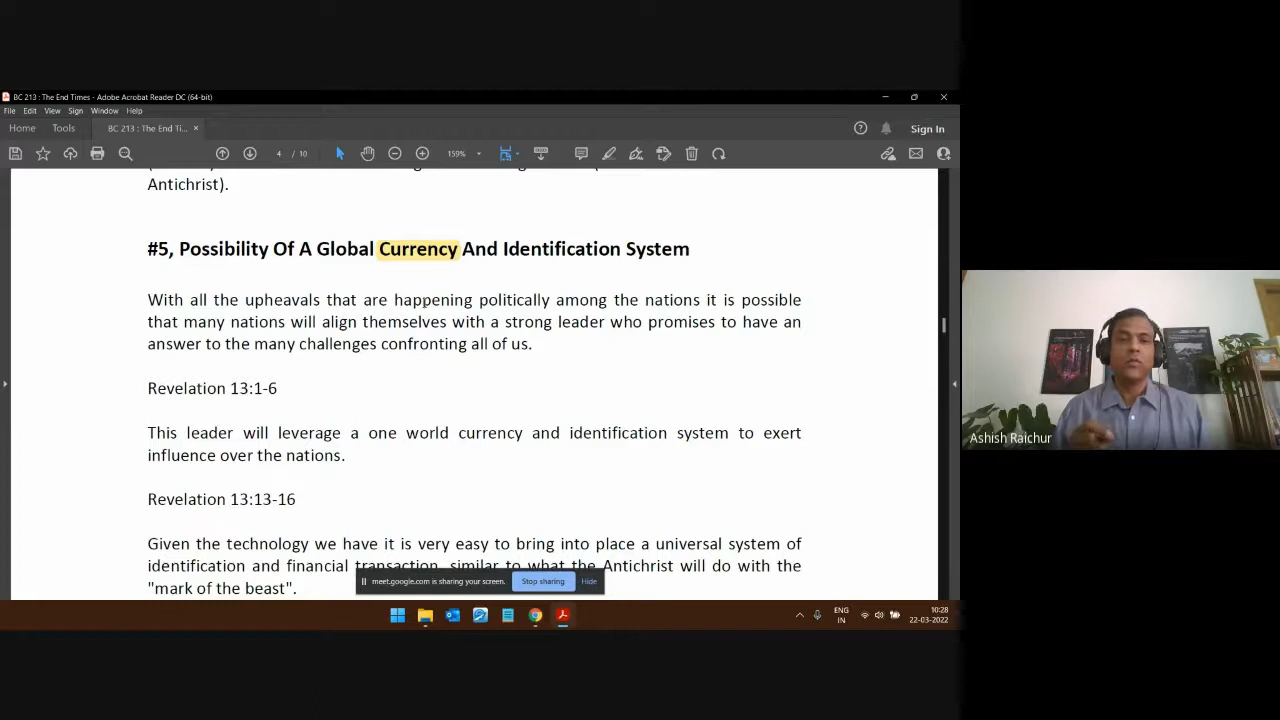 BC 213 : The End Times - Adobe Acrobat Reader DC (64-bit)
File Edit View Sign Window Help
Home Tools BC 213 : The End Ti... × Sign In
4 / 10 159%
Antichrist).
#5, Possibility Of A Global Currency And Identification System
With all the upheavals that are happening politically among the nations it is possible
that many nations will align themselves with a strong leader who promises to have an
answer to the many challenges confronting all of us.
Revelation 13:1-6
This leader will leverage a one world currency and identification system to exert
influence over the nations.
Revelation 13:13-16
Given the technology we have it is very easy to bring into place a universal system of
identification and financial transaction, similar to what the Antichrist will do with the
"mark of the beast".
meet.google.com is sharing your screen. Stop sharing Hide
ENG
IN
10:28
22-03-2022
Ashish Raichur